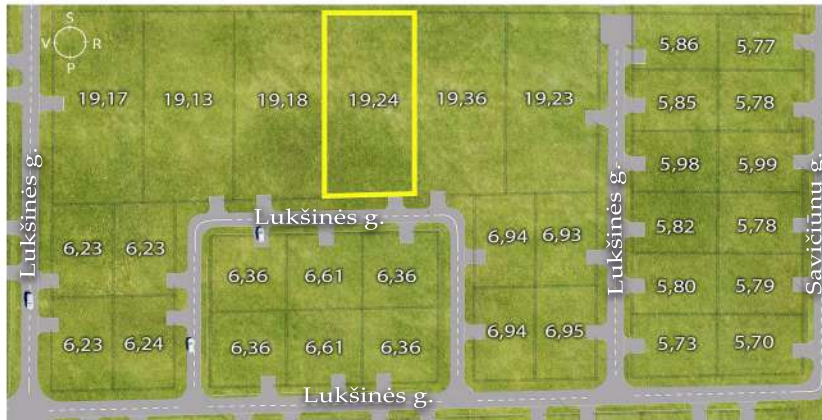 S
V R
P
19,17 19,13 19,18 19,24 19,36 19,23
5,86 5,77
5,85 5,78
5,98 5,99
5,82 5,78
5,80 5,79
5,73 5,70
Lukšinės g.
Lukšinės g.
Lukšinės g.
Savičiūnų g.
6,23 6,23
6,23 6,24
6,36 6,61 6,36
6,36 6,61 6,36
6,94 6,93
6,94 6,95
Lukšinės g.